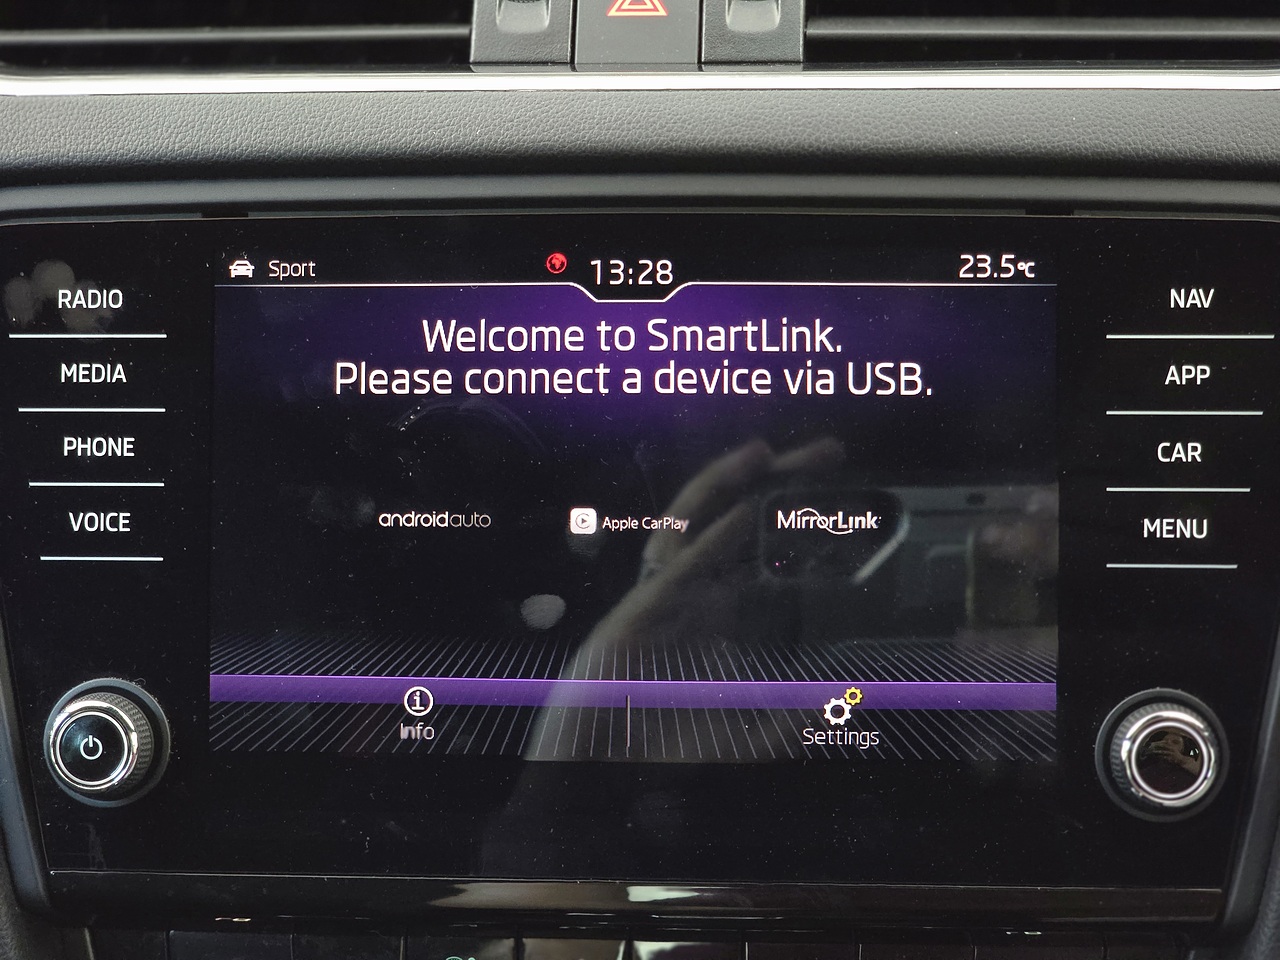 Sport
13:28
23.5°C
RADIO
MEDIA
PHONE
VOICE
Welcome to SmartLink.
Please connect a device via USB.
androidauto
Apple CarPlay
MirrorLink
Info
Settings
NAV
APP
CAR
MENU